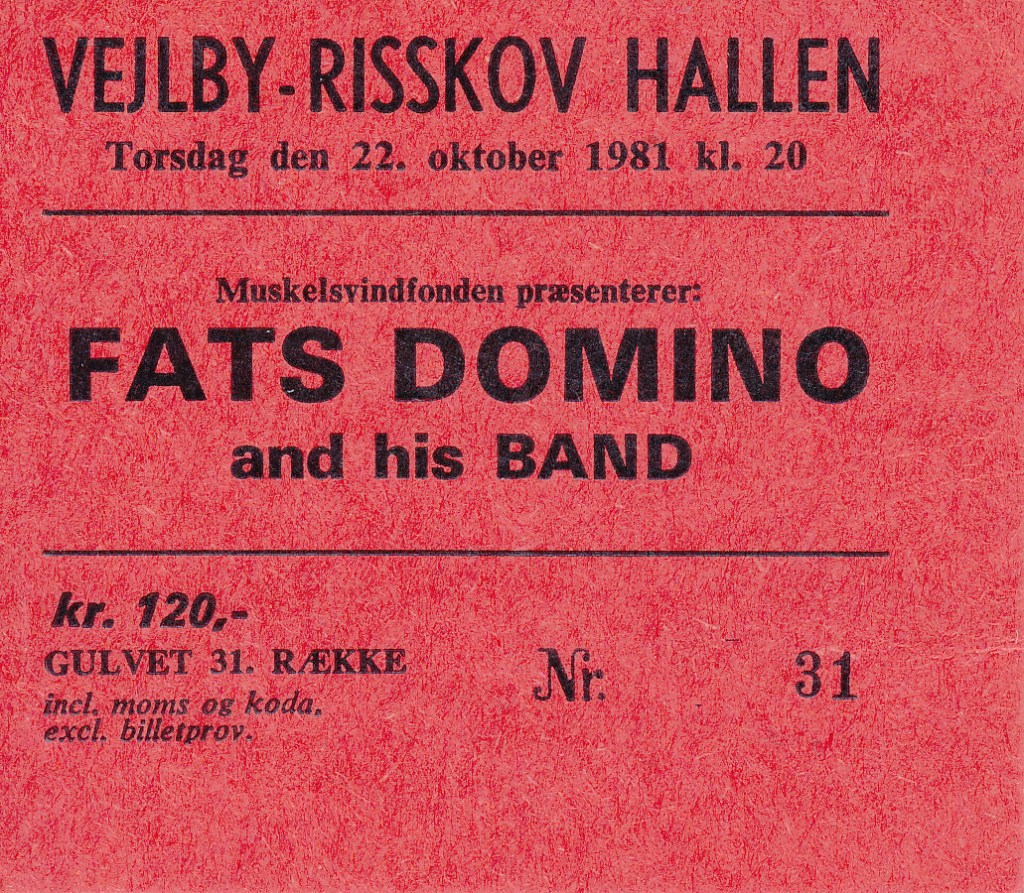 VEJLBY-RISSKOV HALLEN
Torsdag den 22. oktober 1981 kl. 20
Muskelsvindfonden præsenterer:
FATS DOMINO
and his BAND
kr. 120,-
GULVET 31. RÆKKE
Nr. 31
incl. moms og koda.
excl. billetprov.